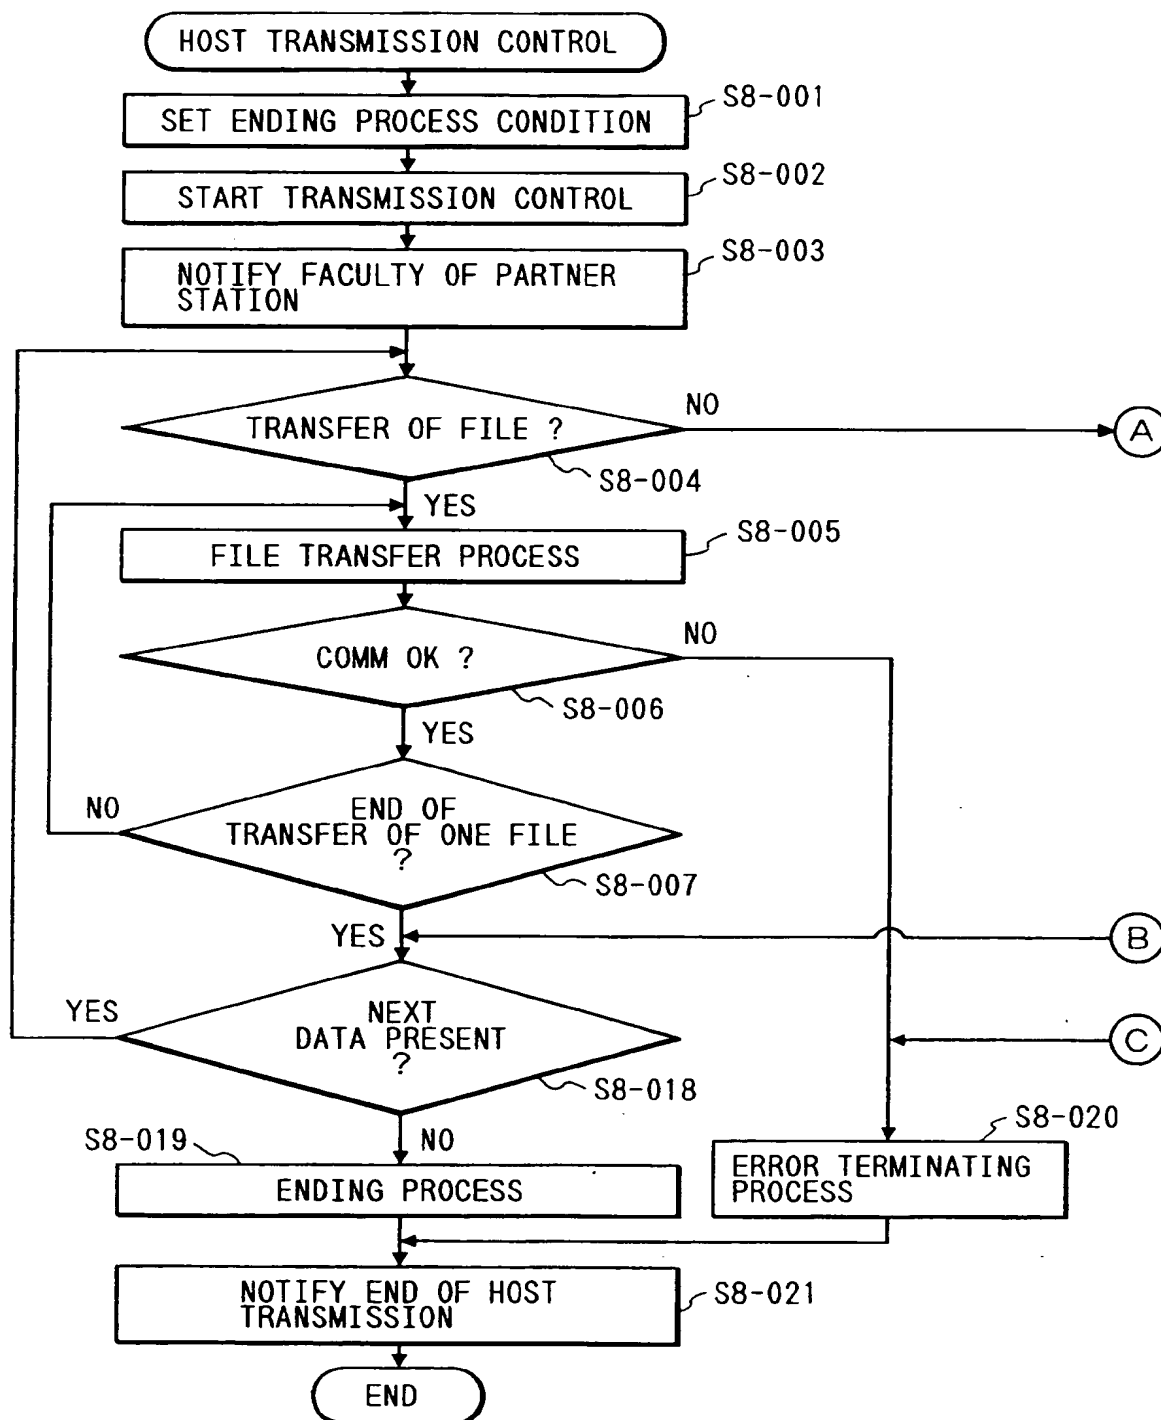 HOST TRANSMISSION CONTROL
SET ENDING PROCESS CONDITION
S8-001
START TRANSMISSION CONTROL
S8-002
NOTIFY FACULTY OF PARTNER
STATION
S8-003
TRANSFER OF FILE ?
NO
A
S8-004
YES
FILE TRANSFER PROCESS
S8-005
COMM OK ?
NO
S8-006
YES
END OF
TRANSFER OF ONE FILE
?
NO
S8-007
YES
B
NEXT
DATA PRESENT
?
YES
C
S8-018
NO
S8-019
ENDING PROCESS
S8-020
ERROR TERMINATING
PROCESS
NOTIFY END OF HOST
TRANSMISSION
S8-021
END